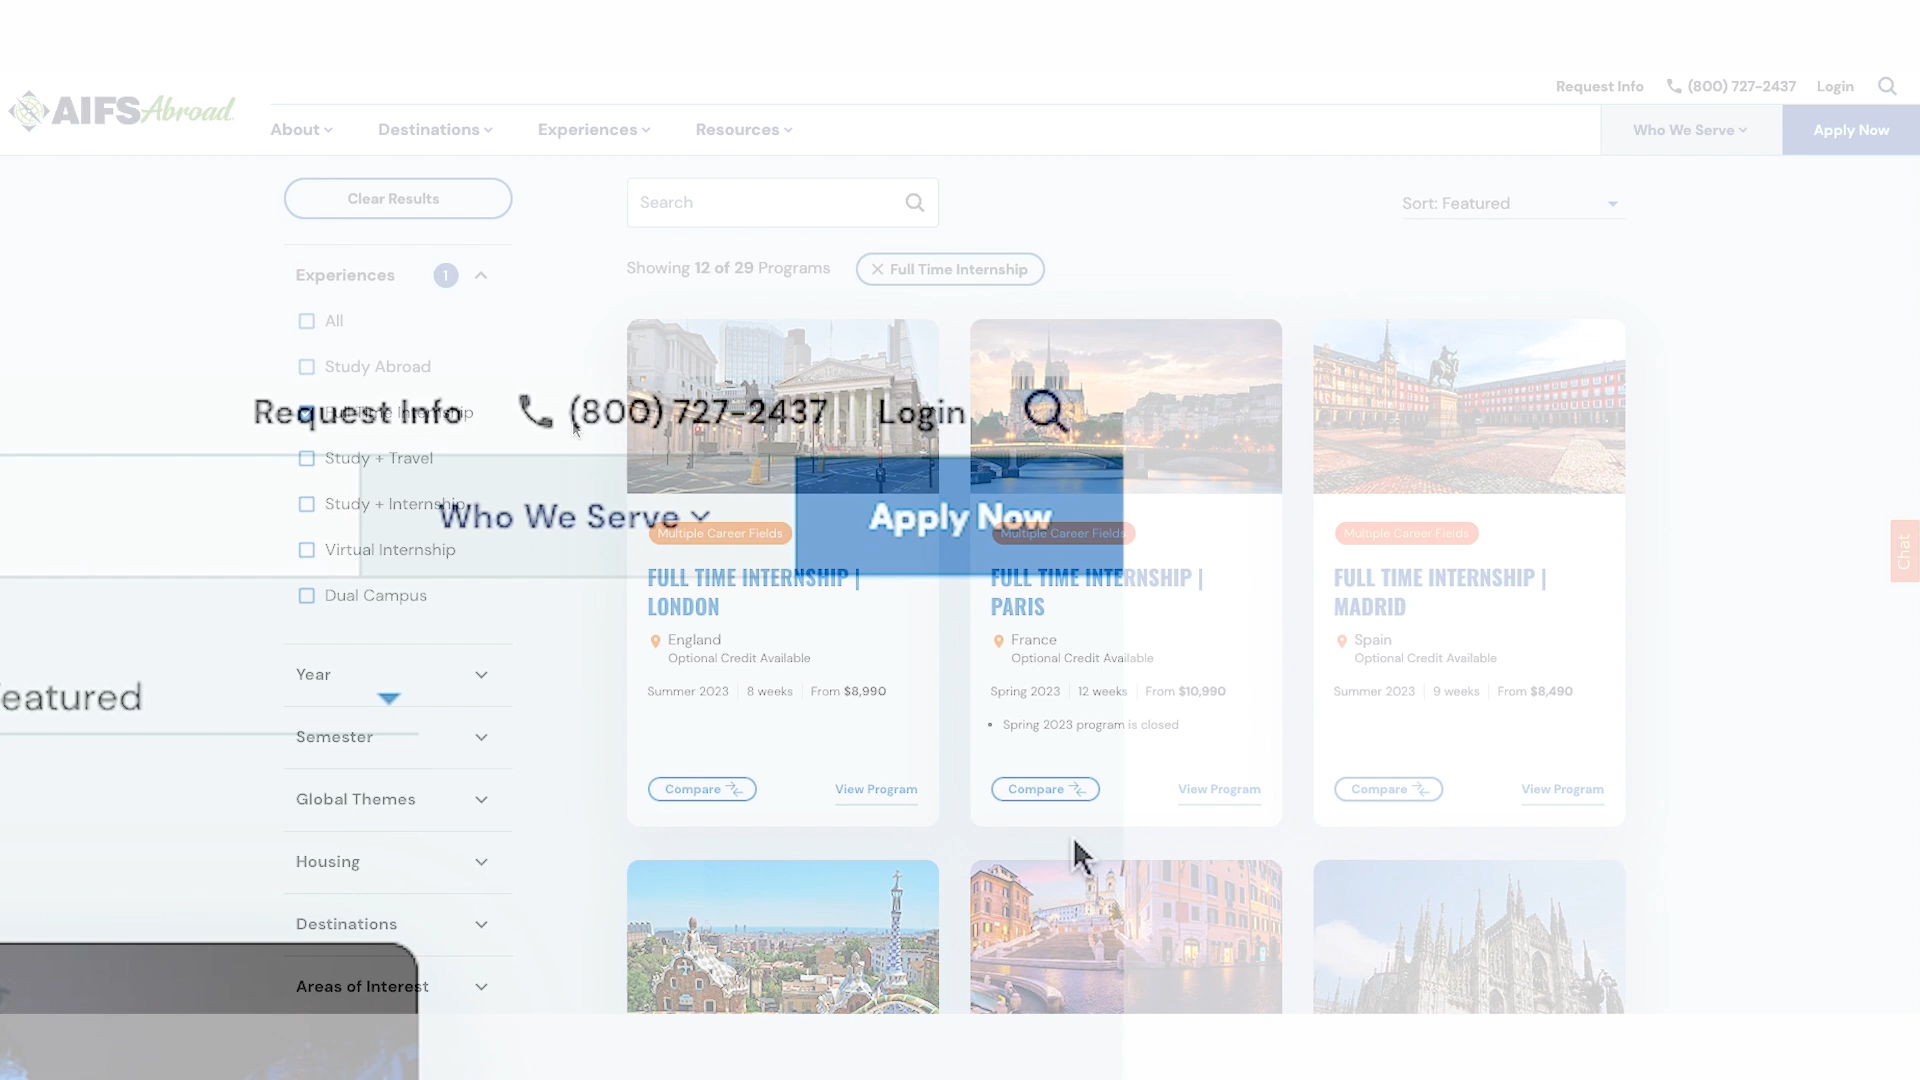 Request Info (800) 727-2437 Login
AIFS Abroad
About Destinations Experiences Resources Who We Serve Apply Now
Clear Results
Search
Sort: Featured
Experiences 1
Showing 12 of 29 Programs
Full Time Internship
All
Study Abroad
Full Time Internship
Study + Travel
Study + Internship
Virtual Internship
Dual Campus
Request Info (800) 727-2437 Login
Who We Serve Apply Now
eatured
Year
Semester
Global Themes
Housing
Destinations
Areas of Interest
Multiple Career Fields
FULL TIME INTERNSHIP |
LONDON
England
Optional Credit Available
Summer 2023 8 weeks From $8,990
Compare View Program
Multiple Career Fields
FULL TIME INTERNSHIP |
PARIS
France
Optional Credit Available
Spring 2023 12 weeks From $10,990
• Spring 2023 program is closed
Compare View Program
Multiple Career Fields
FULL TIME INTERNSHIP |
MADRID
Spain
Optional Credit Available
Summer 2023 9 weeks From $8,490
Compare View Program
Chat